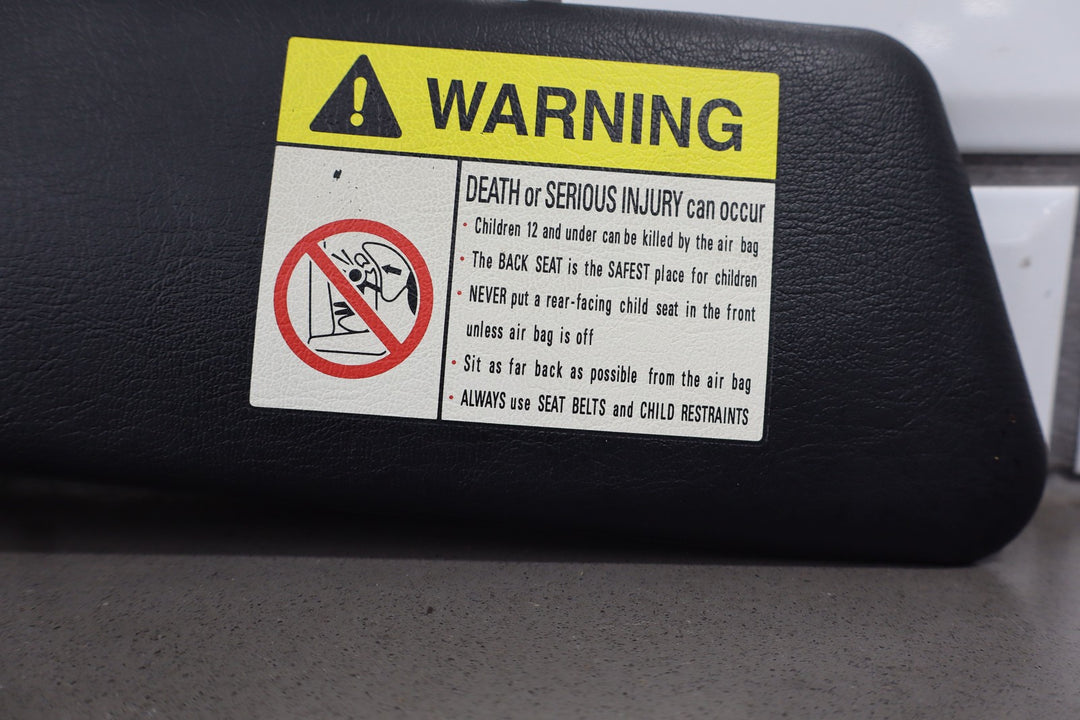 WARNING
DEATH or SERIOUS INJURY can occur
• Children 12 and under can be killed by the air bag
• The BACK SEAT is the SAFEST place for children
• NEVER put a rear-facing child seat in the front
unless air bag is off
• Sit as far back as possible from the air bag
• ALWAYS use SEAT BELTS and CHILD RESTRAINTS